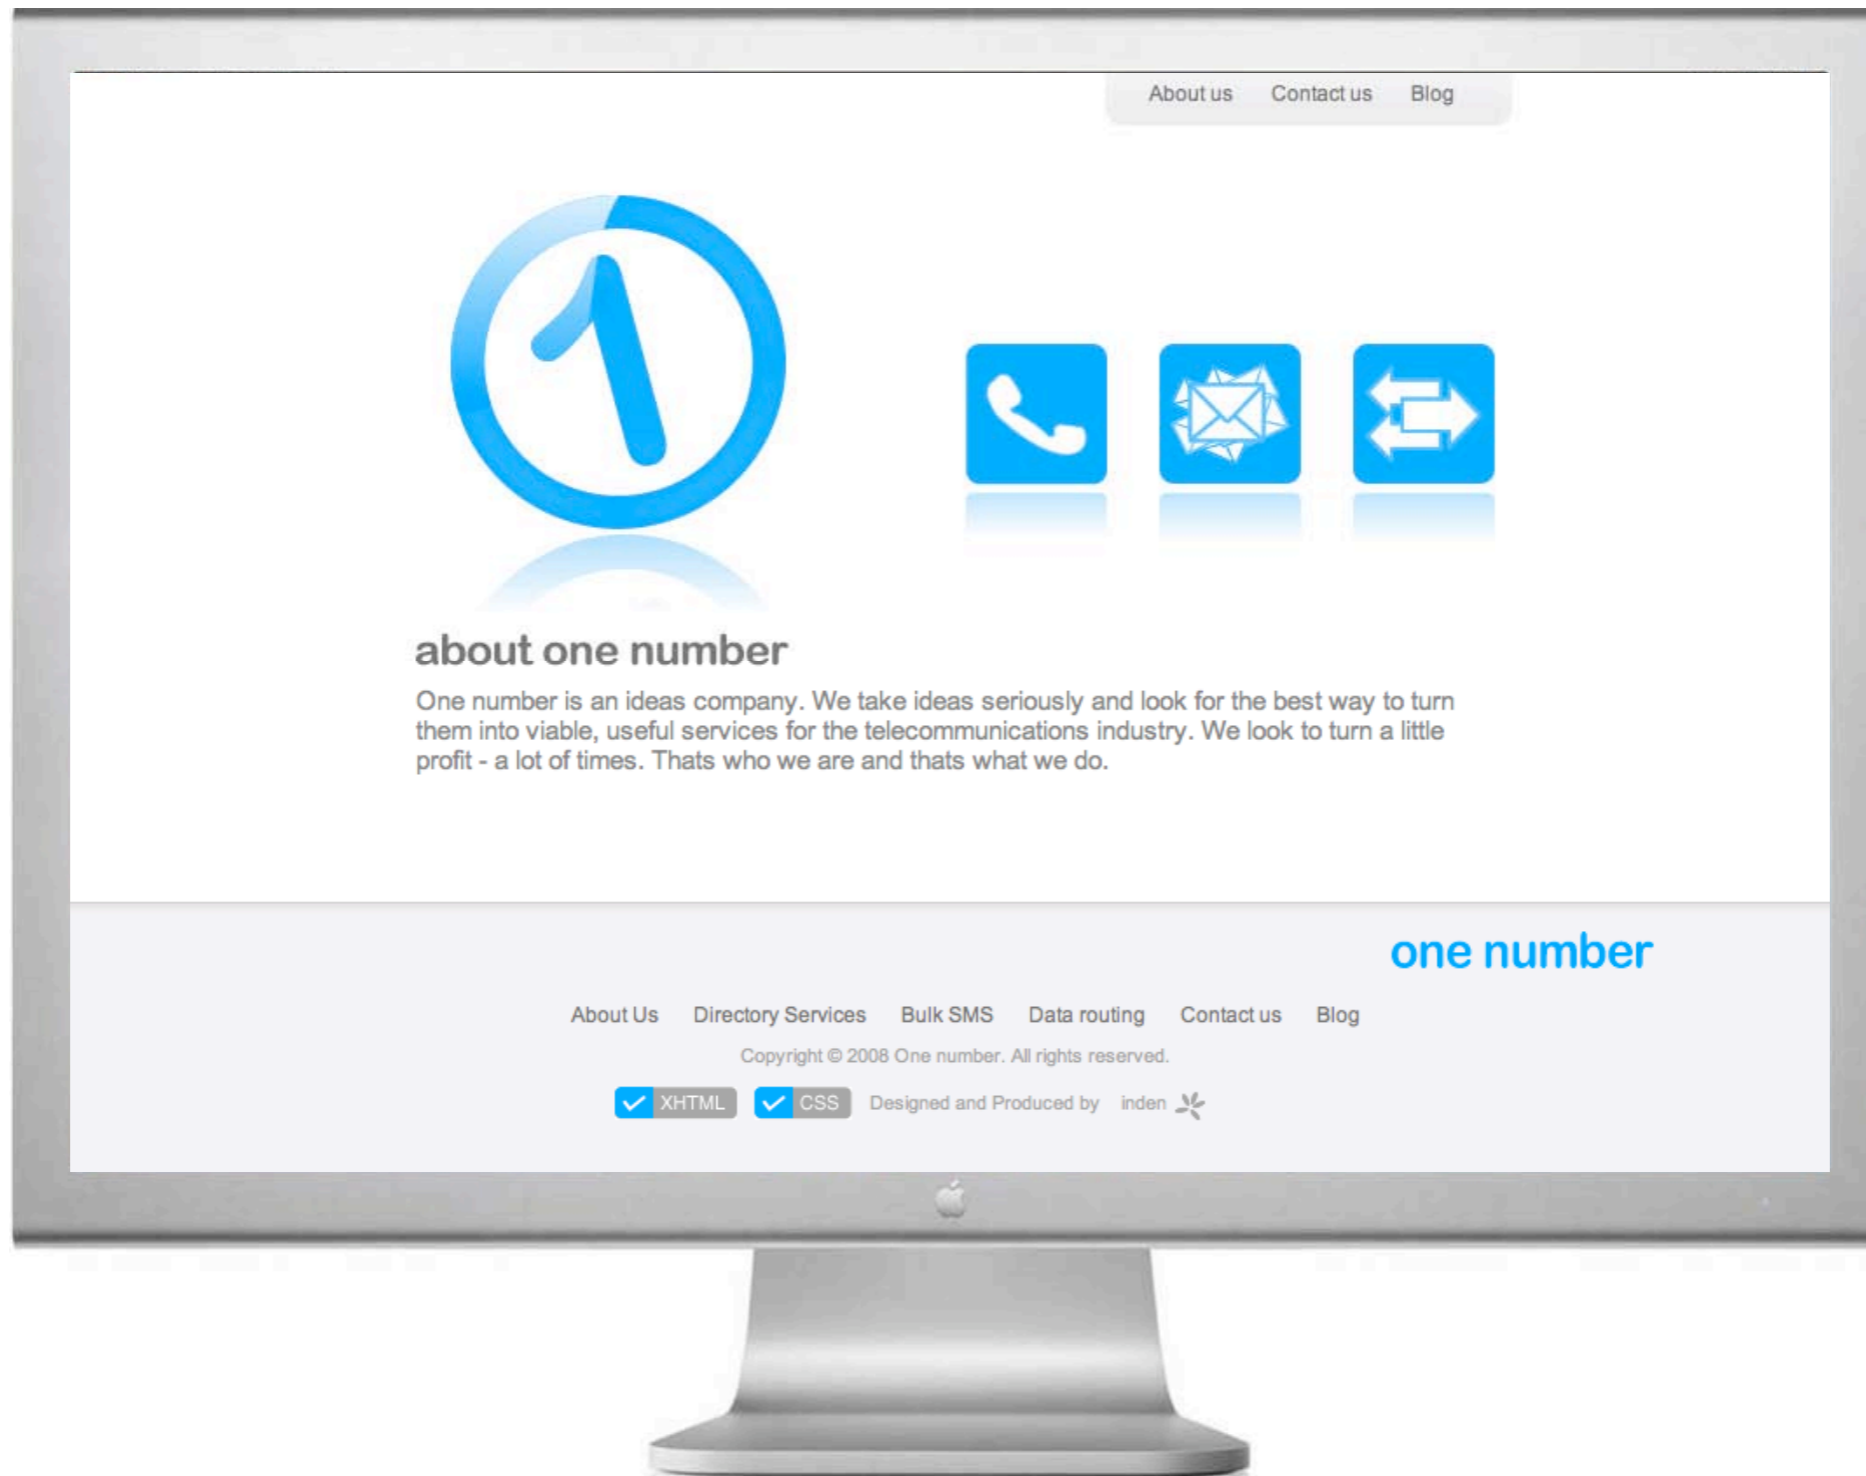 About us Contact us Blog
1
about one number
One number is an ideas company. We take ideas seriously and look for the best way to turn
them into viable, useful services for the telecommunications industry. We look to turn a little
profit - a lot of times. Thats who we are and thats what we do.
one number
About Us Directory Services Bulk SMS Data routing Contact us Blog
Copyright © 2008 One number. All rights reserved.
XHTML CSS Designed and Produced by inden